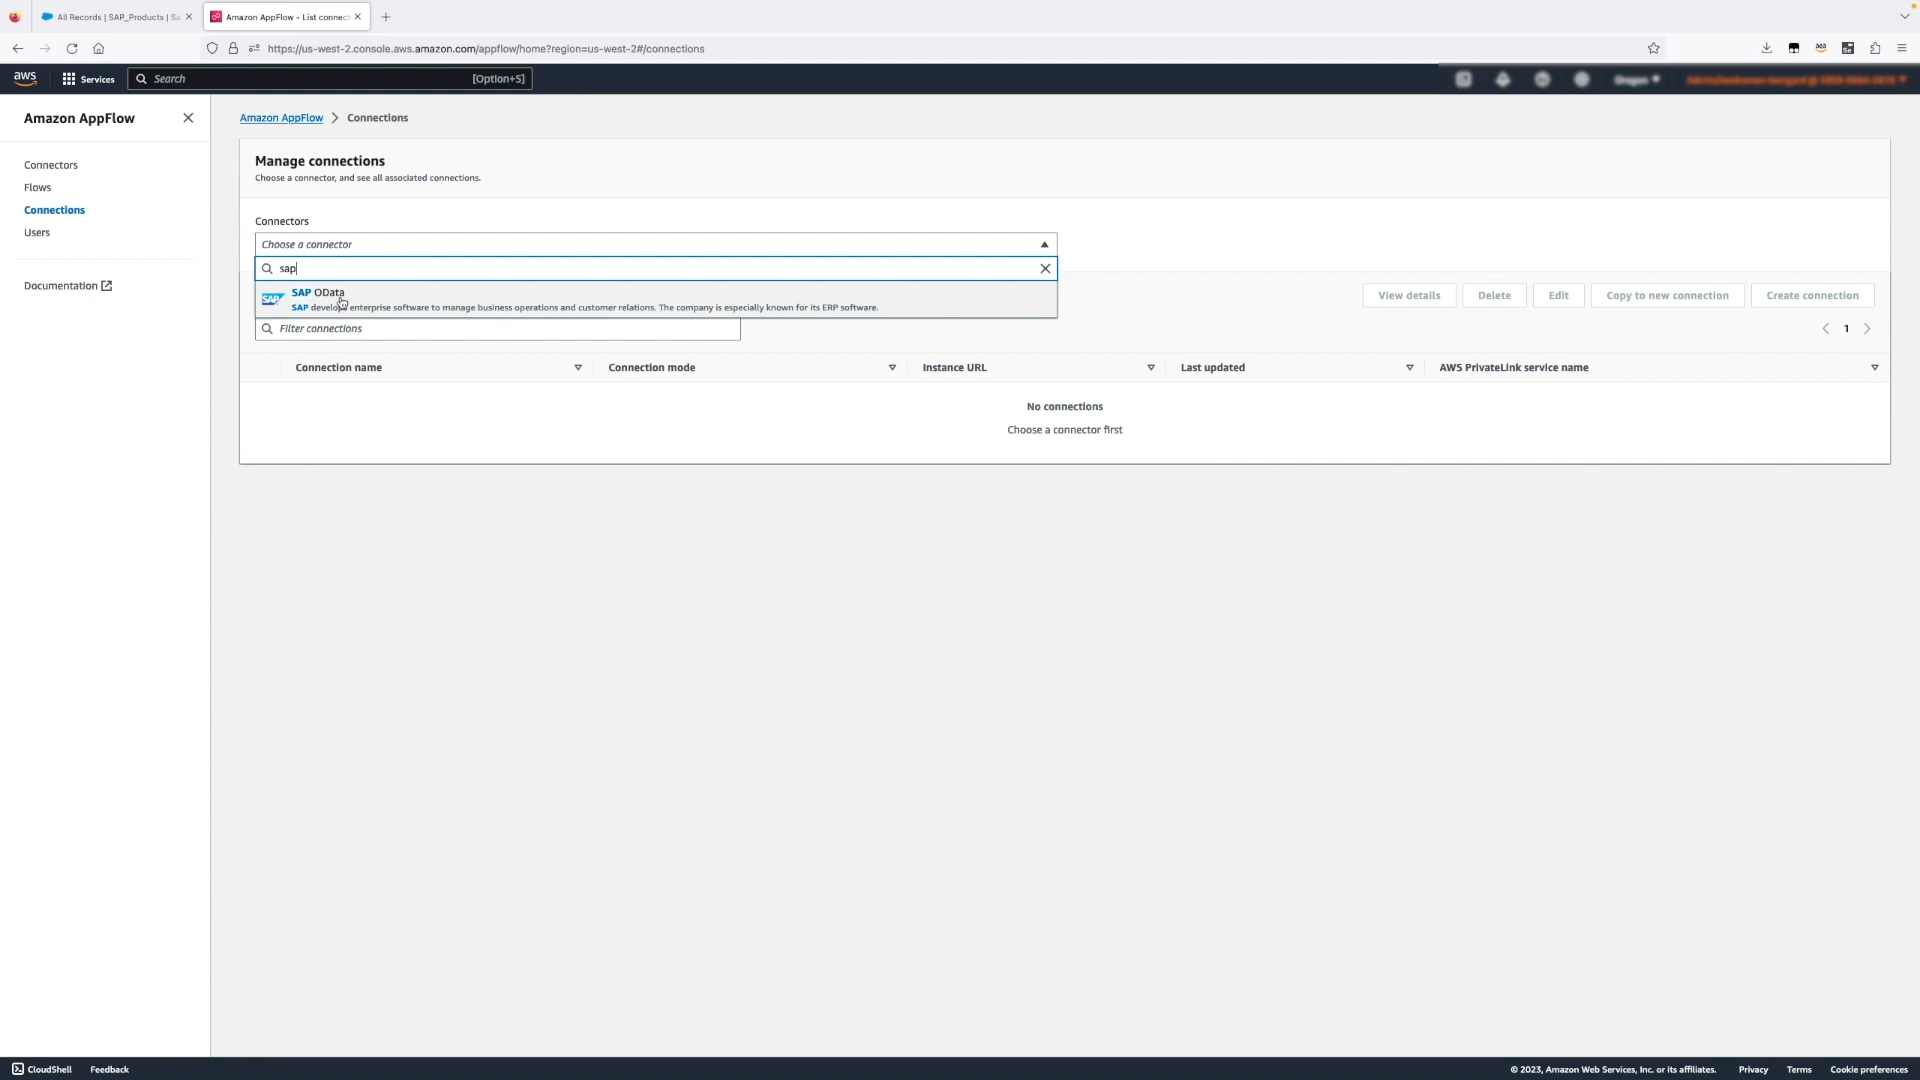 All Records | SAP_Products | Sa
Amazon AppFlow - List connect
https://us-west-2.console.aws.amazon.com/appflow/home?region=us-west-2#/connections
aws
Services
Search
[Option+S]
Oregon
Amazon AppFlow
Connectors
Flows
Connections
Users
Documentation
Amazon AppFlow > Connections
Manage connections
Choose a connector, and see all associated connections.
Connectors
Choose a connector
sap
SAP
SAP OData
SAP develops enterprise software to manage business operations and customer relations. The company is especially known for its ERP software.
View details
Delete
Edit
Copy to new connection
Create connection
Filter connections
1
Connection name
Connection mode
Instance URL
Last updated
AWS PrivateLink service name
No connections
Choose a connector first
CloudShell
Feedback
© 2023, Amazon Web Services, Inc. or its affiliates.
Privacy
Terms
Cookie preferences